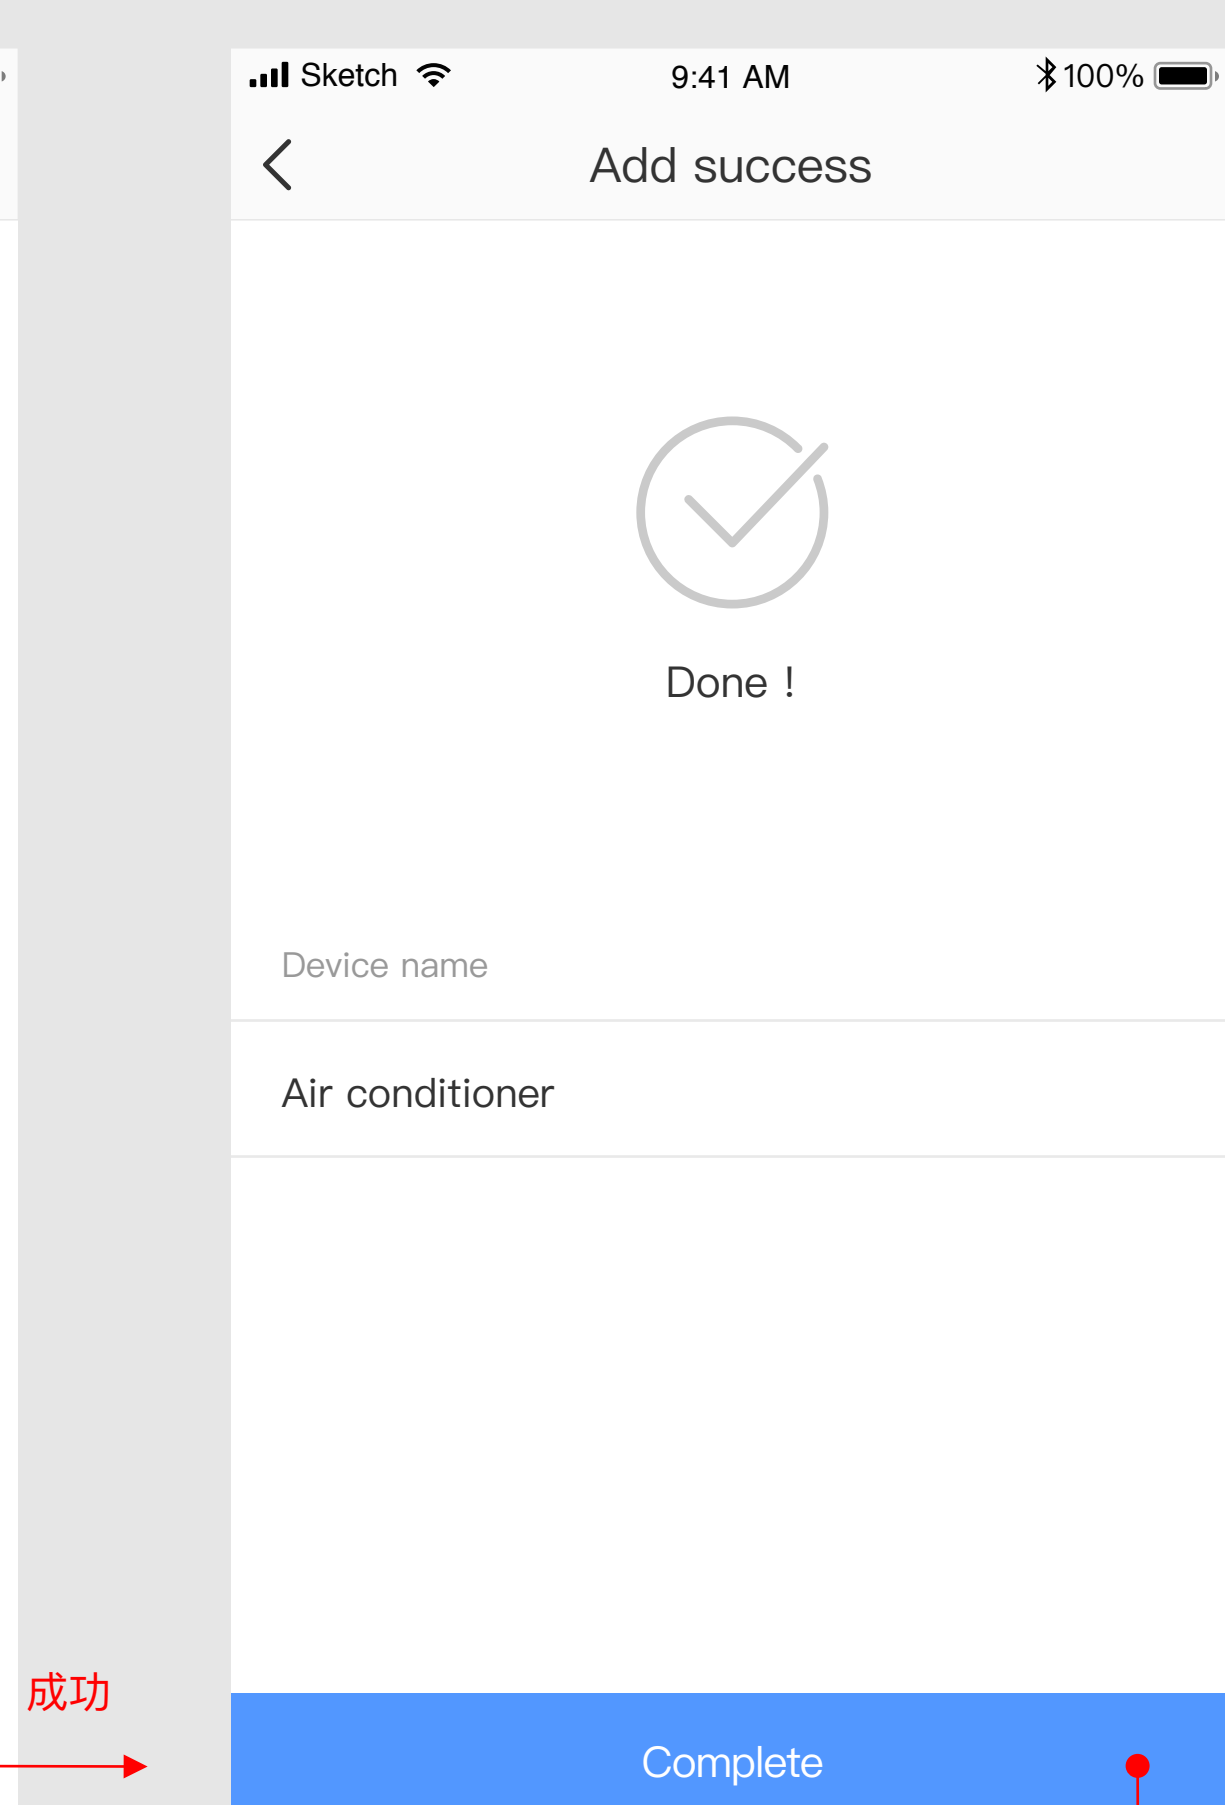 Sketch 9:41 AM 100%
Add success
Done !
Device name
Air conditioner
成功
Complete